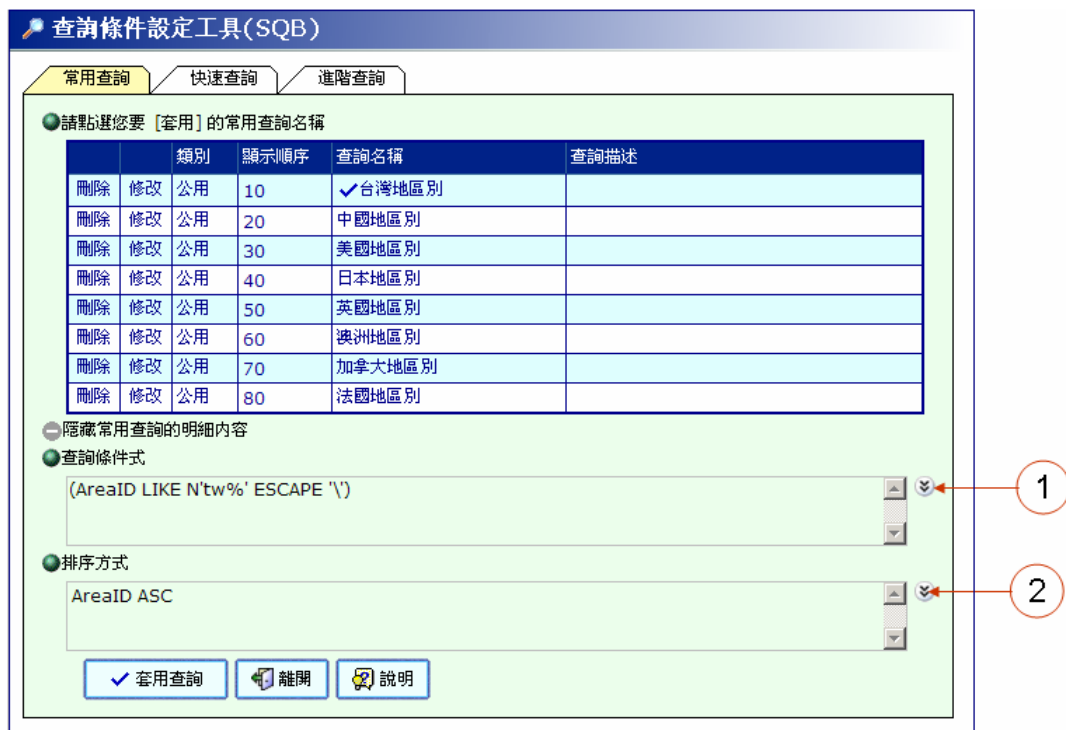 查詢條件設定工具(SQB)
常用查詢 快速查詢 進階查詢
請點選您要 [套用] 的常用查詢名稱
類別 顯示順序 查詢名稱 查詢描述
刪除 修改 公用 10 ✓台灣地區別
刪除 修改 公用 20 中國地區別
刪除 修改 公用 30 美國地區別
刪除 修改 公用 40 日本地區別
刪除 修改 公用 50 英國地區別
刪除 修改 公用 60 澳洲地區別
刪除 修改 公用 70 加拿大地區別
刪除 修改 公用 80 法國地區別
隱藏常用查詢的明細內容
查詢條件式
(AreaID LIKE N'tw%' ESCAPE '\')
1
排序方式
AreaID ASC
2
✓ 套用查詢 離開 說明